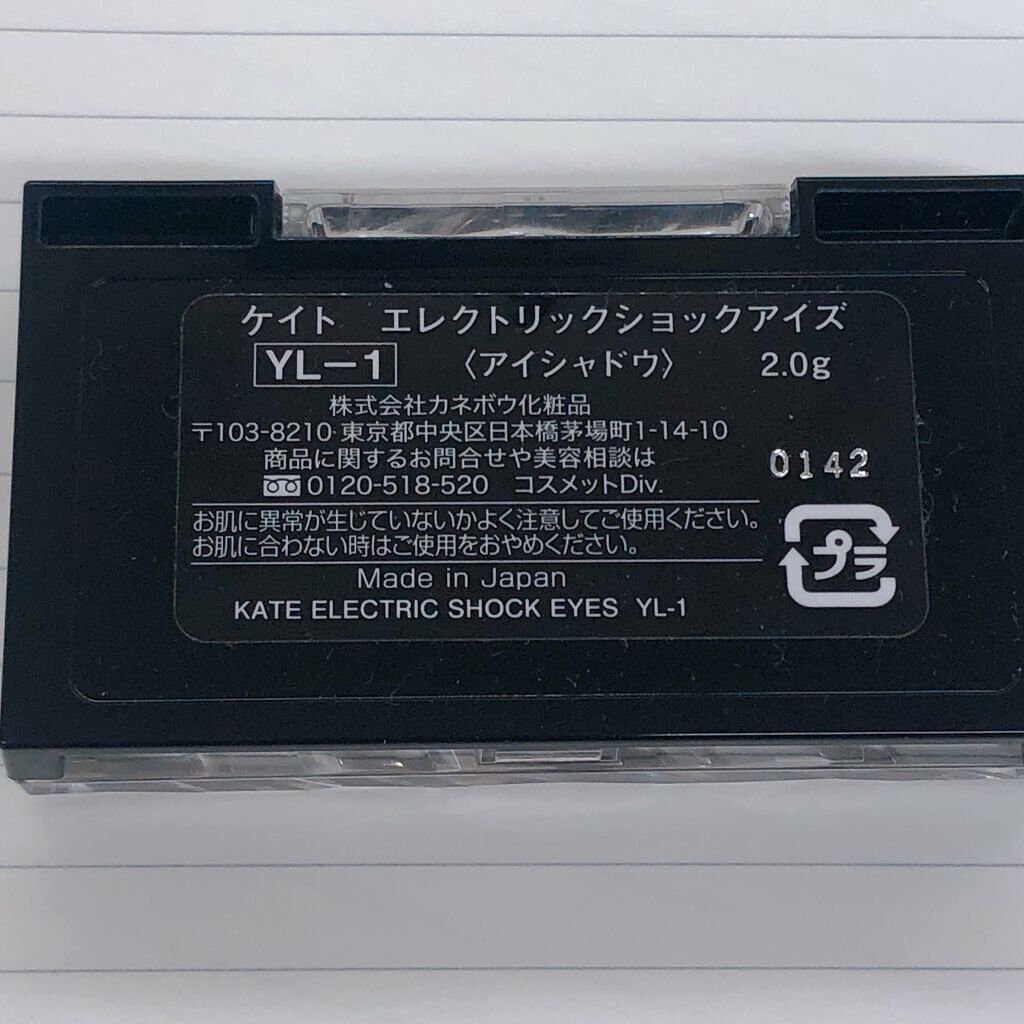 ケイト　エレクトリックショックアイズ
YL-1 〈アイシャドウ〉 2.0g
株式会社カネボウ化粧品
〒103-8210 東京都中央区日本橋茅場町1-14-10
商品に関するお問合せや美容相談は
0120-518-520 コスメットDiv.
0142
お肌に異常が生じていないかよく注意してご使用ください。
お肌に合わない時はご使用をおやめください。
プラ
Made in Japan
KATE ELECTRIC SHOCK EYES YL-1